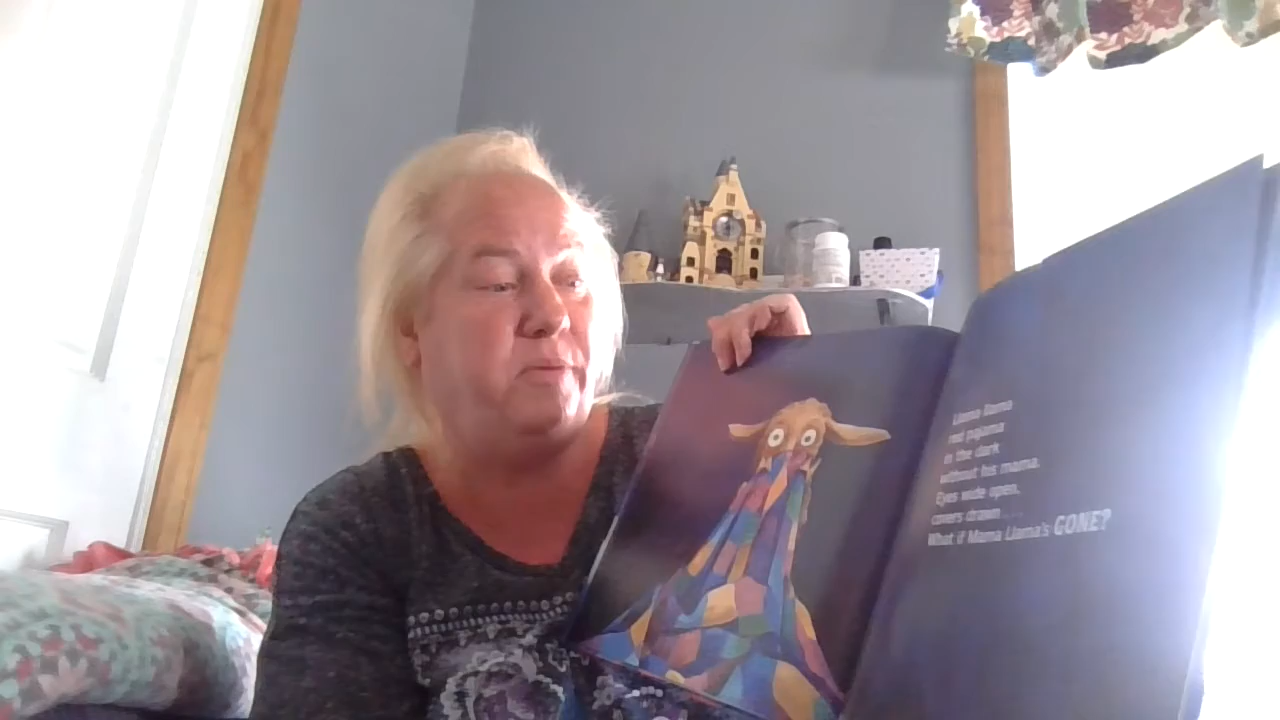 Llama llama
red pajama
in the dark
without his mama.
Eyes wide open,
covers drawn....
What if Mama Llama's GONE?